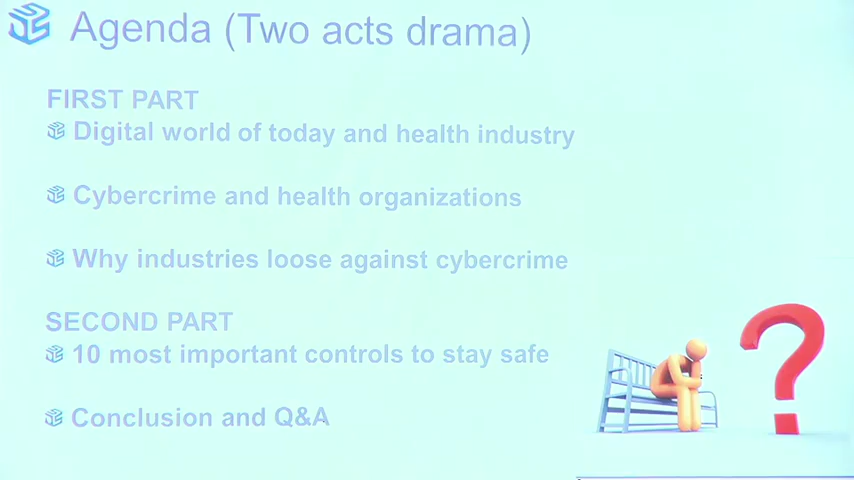 Agenda (Two acts drama)
FIRST PART
Digital world of today and health industry
Cybercrime and health organizations
Why industries loose against cybercrime
SECOND PART
10 most important controls to stay safe
Conclusion and Q&A